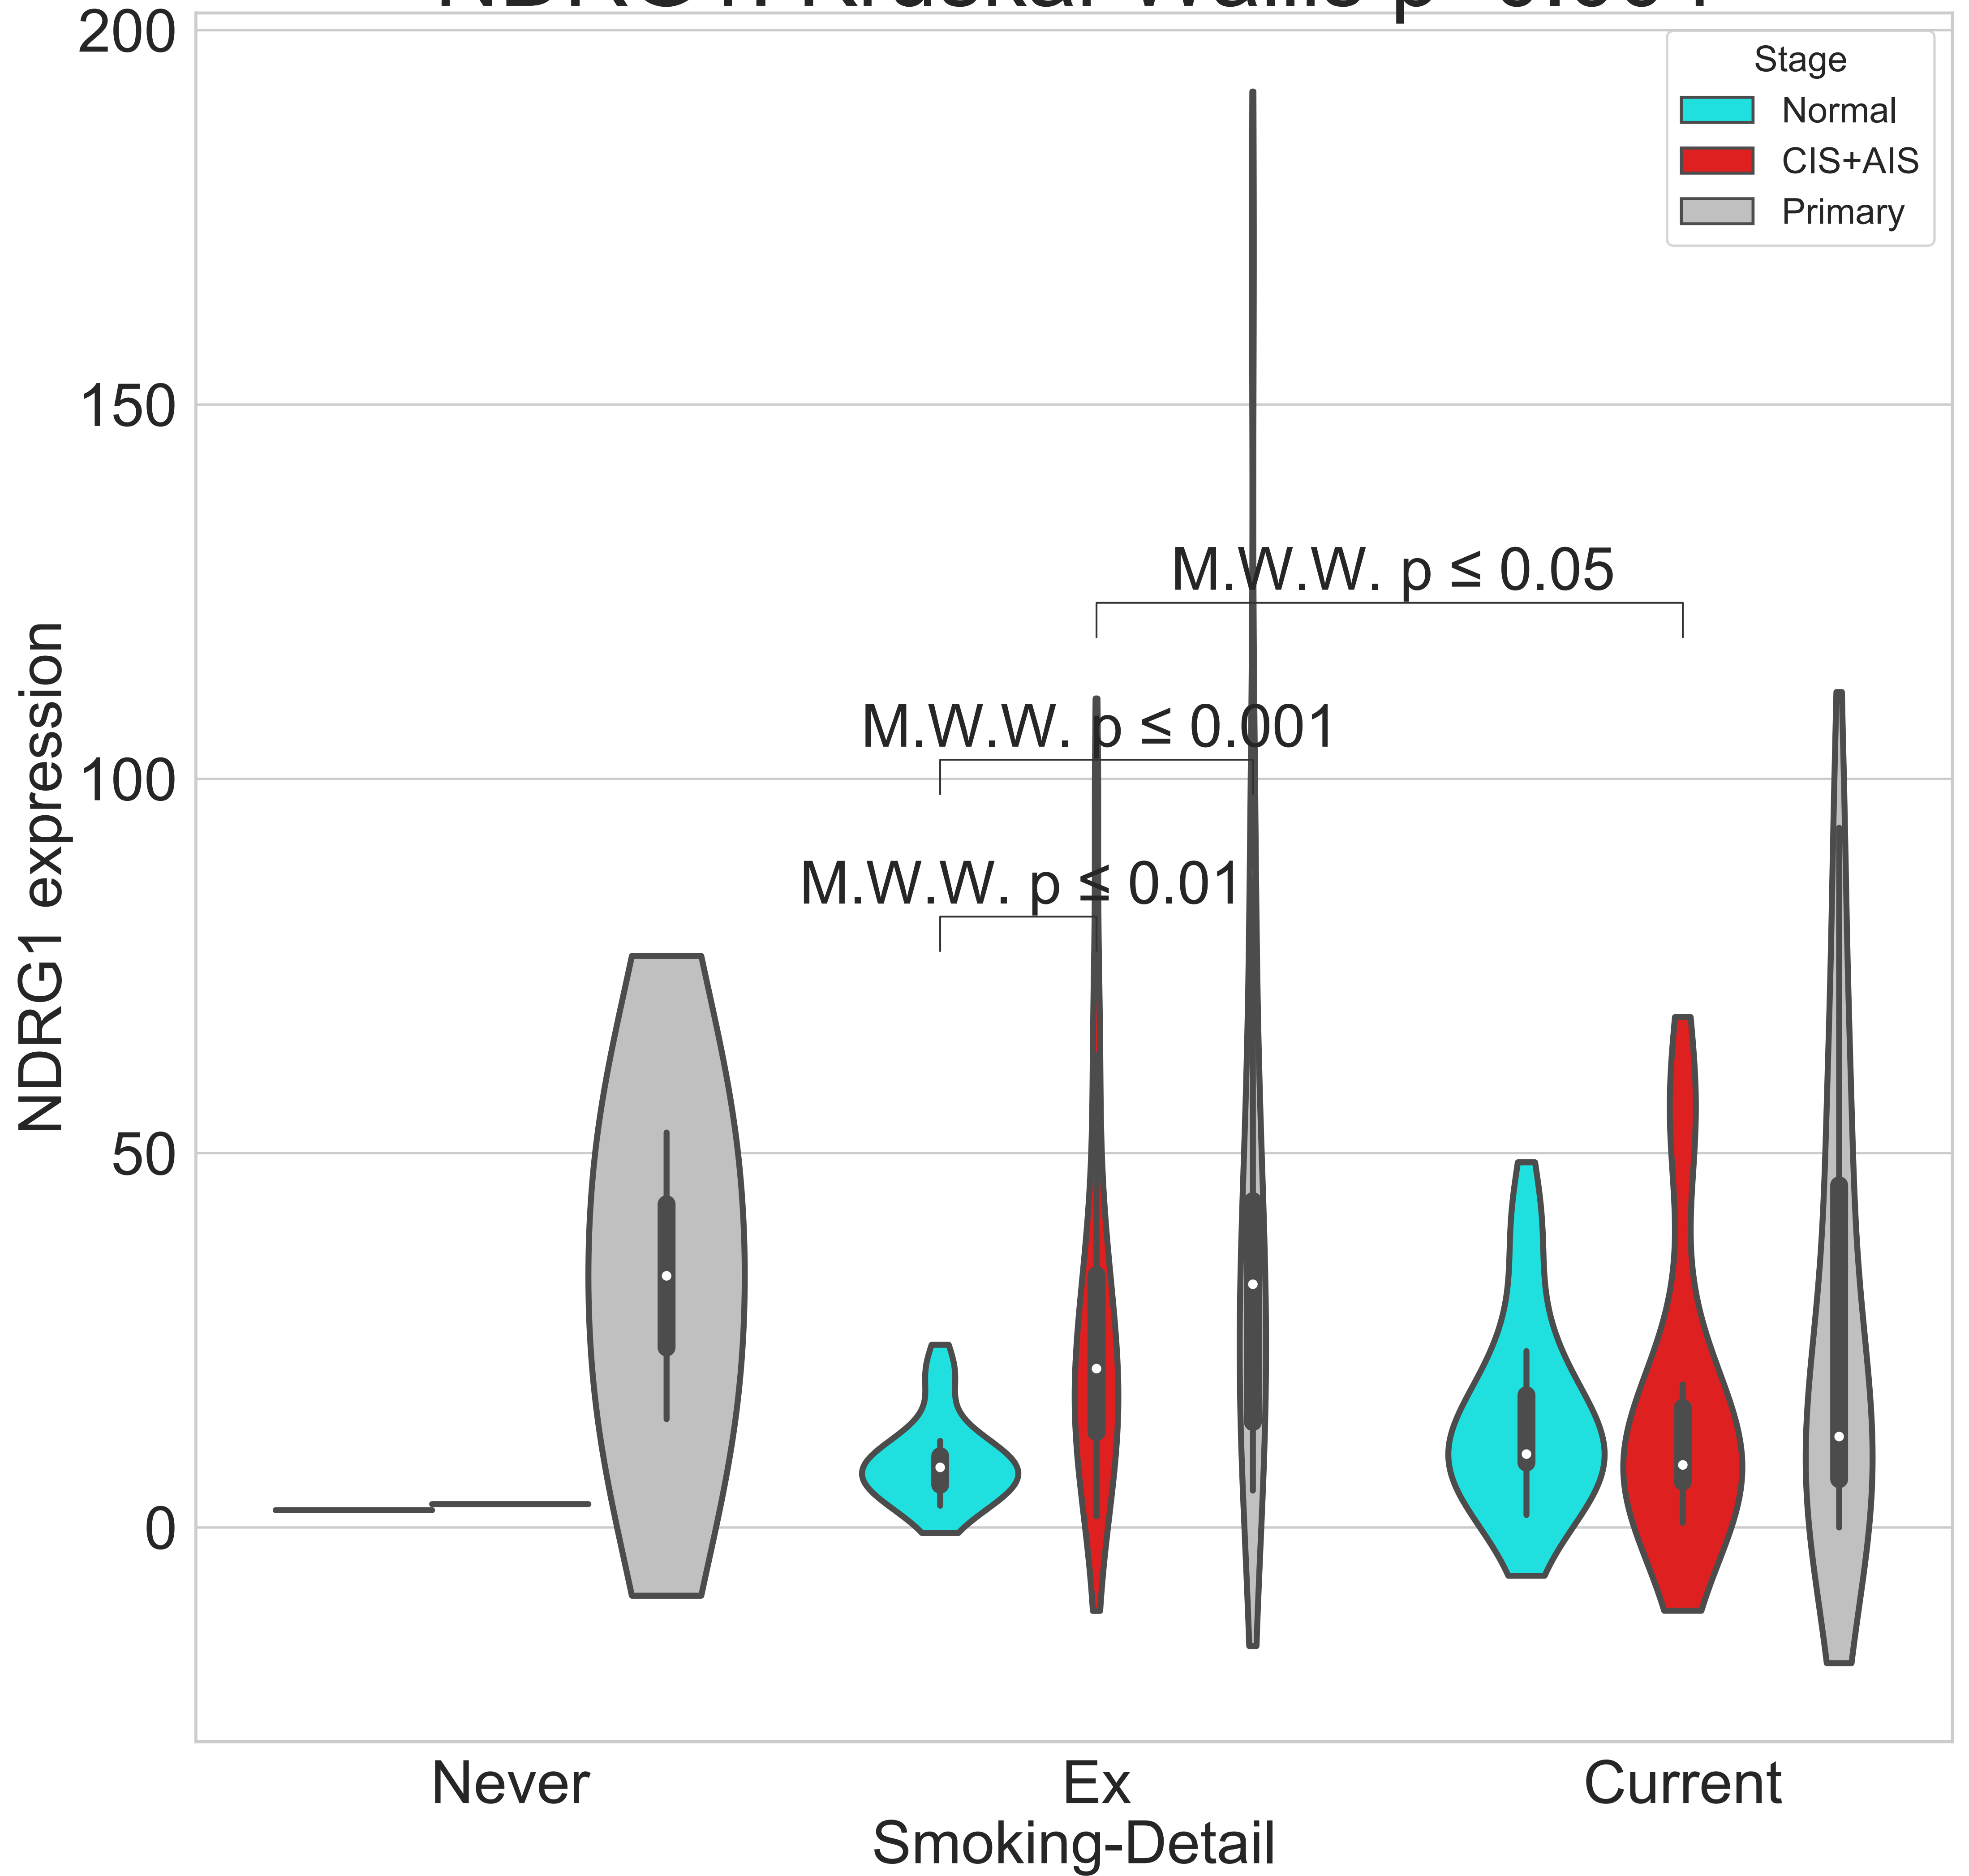 200
Stage
Normal
CIS+AIS
Primary
150
M.W.W. p ≤ 0.05
M.W.W. p ≤ 0.001
100
M.W.W. p ≤ 0.01
NDRG1 expression
50
0
Never
Ex
Current
Smoking-Detail